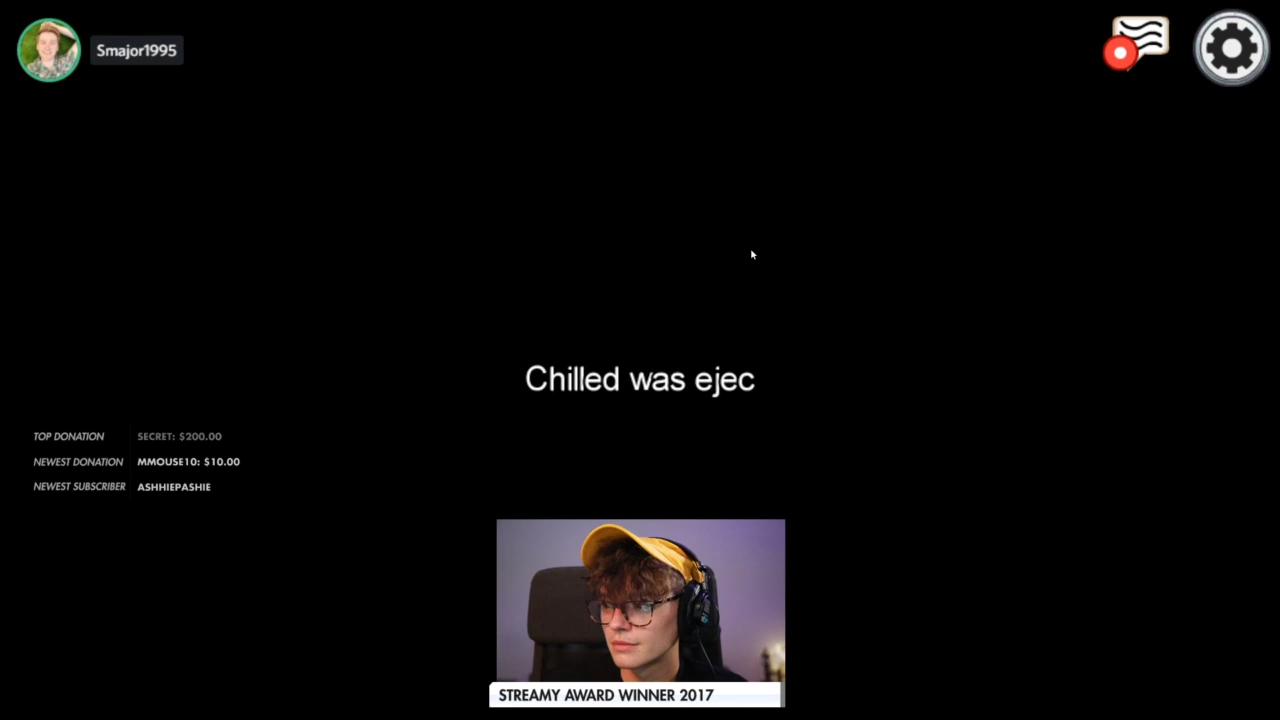 Smajor1995
Chilled was ejec
TOP DONATION SECRET: $200.00
NEWEST DONATION MMOUSE10: $10.00
NEWEST SUBSCRIBER ASHHIEPASHIE
STREAMY AWARD WINNER 2017